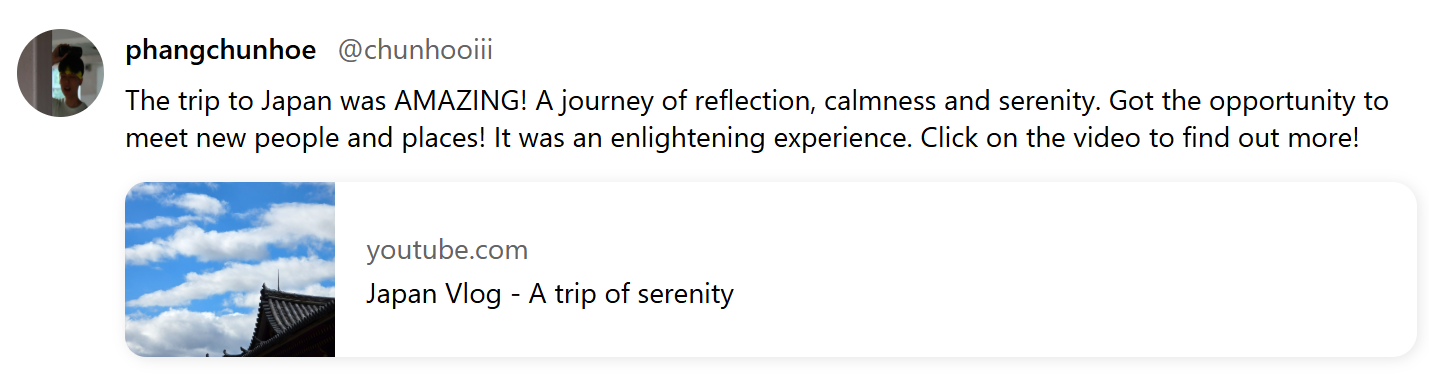 phangchunhoe @chunhooiii
The trip to Japan was AMAZING! A journey of reflection, calmness and serenity. Got the opportunity to
meet new people and places! It was an enlightening experience. Click on the video to find out more!
youtube.com
Japan Vlog - A trip of serenity